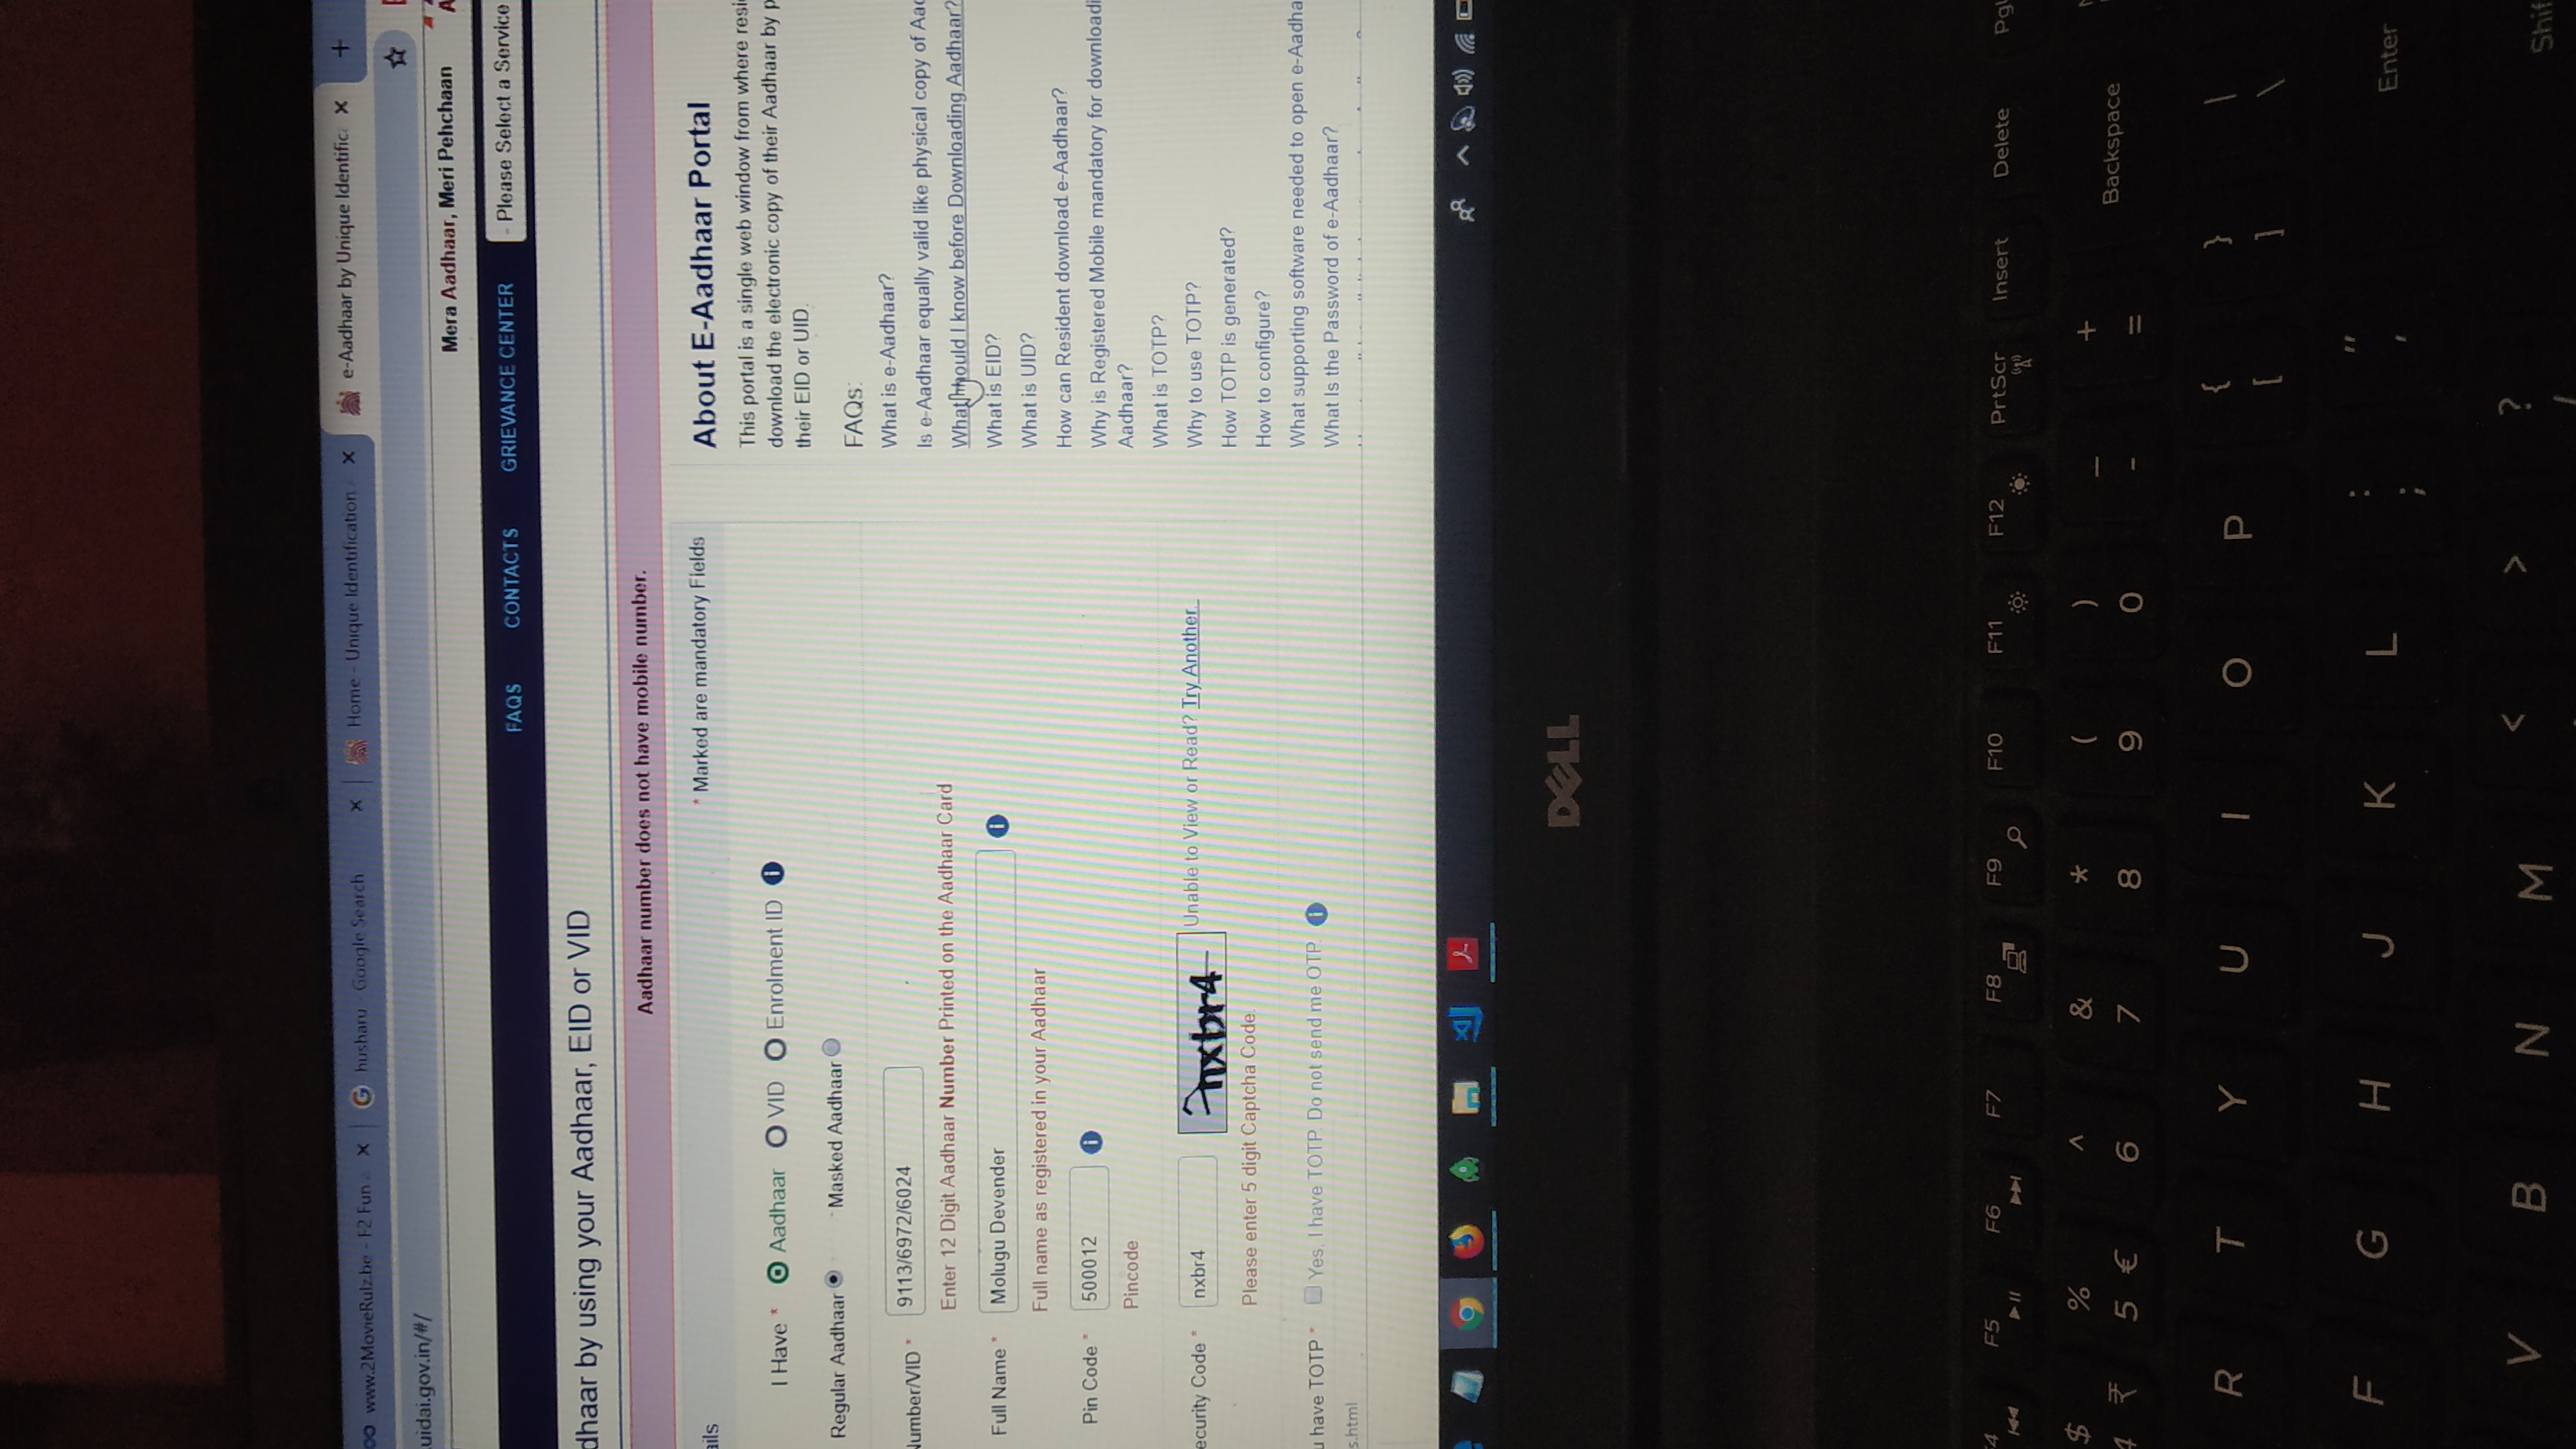 www.2MovieRulz.be - F2 Fun
husharu - Google Search
Home - Unique Identification
e-Aadhaar by Unique Identific
.uidai.gov.in/#/
Mera Aadhaar, Meri Pehchaan
FAQS CONTACTS GRIEVANCE CENTER - Please Select a Service
dhaar by using your Aadhaar, EID or VID
Aadhaar number does not have mobile number.
ails
* Marked are mandatory Fields
I Have * Aadhaar VID Enrolment ID i
Regular Aadhaar Masked Aadhaar
Number/VID * 9113/6972/6024
Enter 12 Digit Aadhaar Number Printed on the Aadhaar Card
Full Name * Molugu Devender i
Full name as registered in your Aadhaar
Pin Code * 500012 i
Pincode
ecurity Code * nxbr4 nxbr4 Unable to View or Read? Try Another
Please enter 5 digit Captcha Code.
u have TOTP * Yes, I have TOTP. Do not send me OTP. i
s.html
About E-Aadhaar Portal
This portal is a single web window from where resi
download the electronic copy of their Aadhaar by p
their EID or UID.
FAQs:
What is e-Aadhaar?
Is e-Aadhaar equally valid like physical copy of Aad
What should I know before Downloading Aadhaar?
What is EID?
What is UID?
How can Resident download e-Aadhaar?
Why is Registered Mobile mandatory for downloadi
Aadhaar?
What is TOTP?
Why to use TOTP?
How TOTP is generated?
How to configure?
What supporting software needed to open e-Aadha
What Is the Password of e-Aadhaar?
DELL
F4 F5 F6 F7 F8 F9 F10 F11 F12 PrtScr Insert Delete PgU
$ % ^ & * ( ) _ +
4 ₹ 5 € 6 7 8 9 0 - = Backspace
R T Y U I O P { } |
[ ] \
F G H J K L : "
; ' Enter
V B N M < > ?
/ Shif